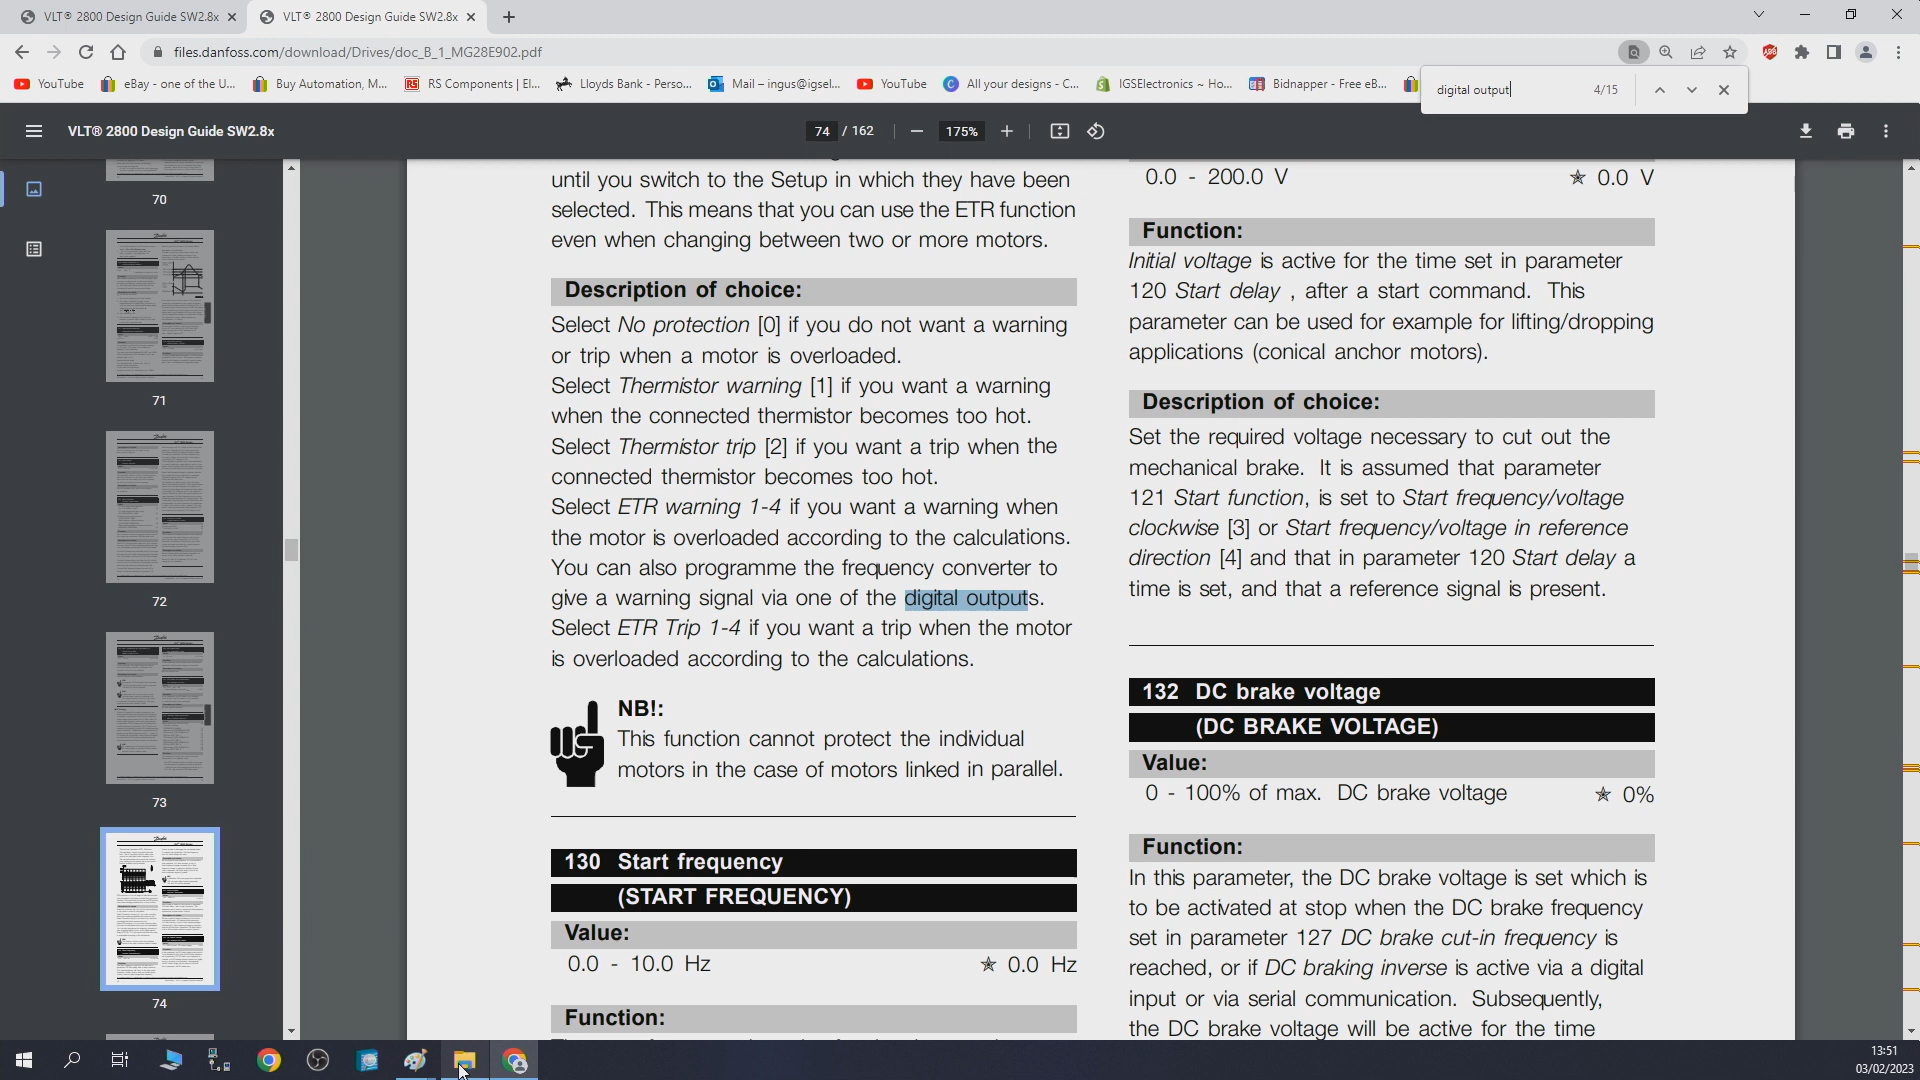 VLT® 2800 Design Guide SW2.8x
VLT® 2800 Design Guide SW2.8x
files.danfoss.com/download/Drives/doc_B_1_MG28E902.pdf
YouTube
eBay - one of the U...
Buy Automation, M...
RS Components | El...
Lloyds Bank - Perso...
Mail – ingus@igsel...
YouTube
All your designs - C...
IGSElectronics ~ Ho...
Bidnapper - Free eB...
digital output
4/15
VLT® 2800 Design Guide SW2.8x
74 / 162
175%
70
71
72
73
74
until you switch to the Setup in which they have been
selected. This means that you can use the ETR function
even when changing between two or more motors.
Description of choice:
Select No protection [0] if you do not want a warning
or trip when a motor is overloaded.
Select Thermistor warning [1] if you want a warning
when the connected thermistor becomes too hot.
Select Thermistor trip [2] if you want a trip when the
connected thermistor becomes too hot.
Select ETR warning 1-4 if you want a warning when
the motor is overloaded according to the calculations.
You can also programme the frequency converter to
give a warning signal via one of the digital outputs.
Select ETR Trip 1-4 if you want a trip when the motor
is overloaded according to the calculations.
NB!:
This function cannot protect the individual
motors in the case of motors linked in parallel.
130 Start frequency
(START FREQUENCY)
Value:
0.0 - 10.0 Hz ✭ 0.0 Hz
Function:
0.0 - 200.0 V ✭ 0.0 V
Function:
Initial voltage is active for the time set in parameter
120 Start delay , after a start command. This
parameter can be used for example for lifting/dropping
applications (conical anchor motors).
Description of choice:
Set the required voltage necessary to cut out the
mechanical brake. It is assumed that parameter
121 Start function, is set to Start frequency/voltage
clockwise [3] or Start frequency/voltage in reference
direction [4] and that in parameter 120 Start delay a
time is set, and that a reference signal is present.
132 DC brake voltage
(DC BRAKE VOLTAGE)
Value:
0 - 100% of max. DC brake voltage ✭ 0%
Function:
In this parameter, the DC brake voltage is set which is
to be activated at stop when the DC brake frequency
set in parameter 127 DC brake cut-in frequency is
reached, or if DC braking inverse is active via a digital
input or via serial communication. Subsequently,
the DC brake voltage will be active for the time
13:51
03/02/2023